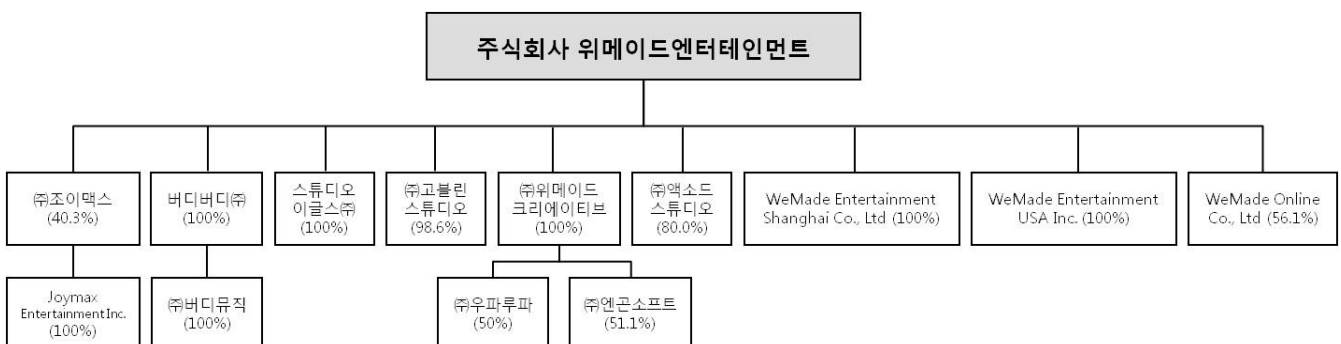 주식회사 위메이드엔터테인먼트
㈜조이맥스
(40.3%)
버디버디㈜
(100%)
스튜디오
이글스㈜
(100%)
㈜고블린
스튜디오
(98.6%)
㈜위메이드
크리에이티브
(100%)
㈜액소드
스튜디오
(80.0%)
WeMade Entertainment
Shanghai Co., Ltd (100%)
WeMade Entertainment
USA Inc. (100%)
WeMade Online
Co., Ltd (56.1%)
Joymax
Entertainment Inc.
(100%)
㈜버디뮤직
(100%)
㈜우파루파
(50%)
㈜엔곤소프트
(51.1%)